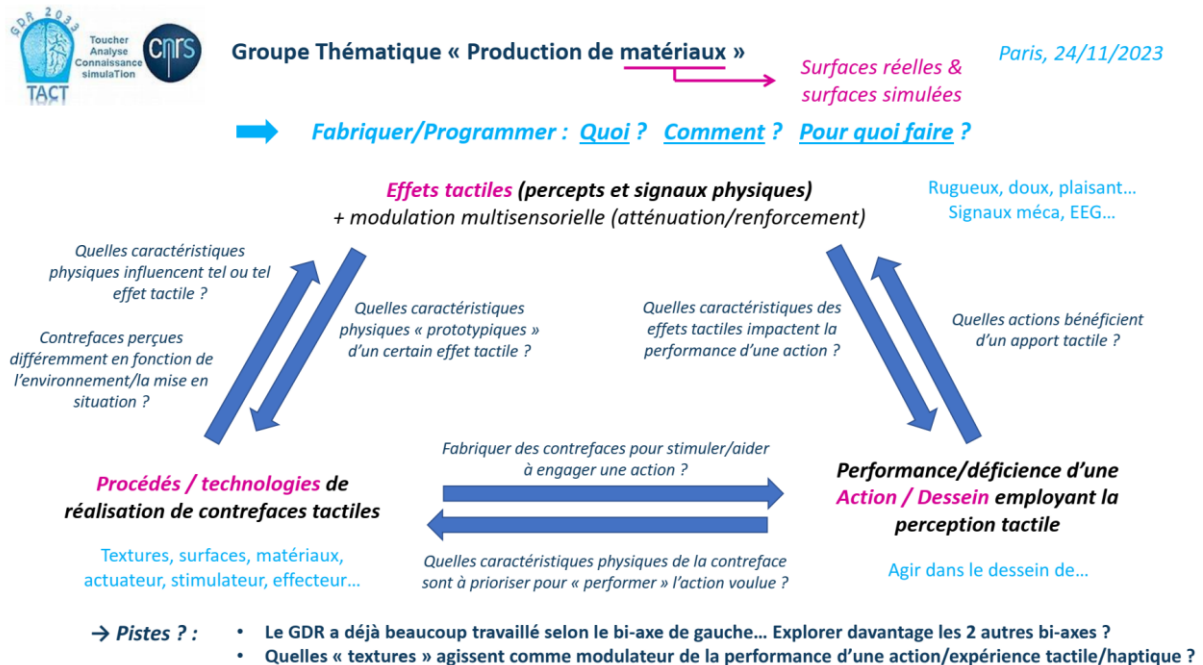 GDR 2033
TACT
Toucher
Analyse
Connaissance
simulaTion
cnrs
Groupe Thématique « Production de matériaux »
Surfaces réelles &
surfaces simulées
Paris, 24/11/2023
Fabriquer/Programmer : Quoi ? Comment ? Pour quoi faire ?
Effets tactiles (percepts et signaux physiques)
+ modulation multisensorielle (atténuation/renforcement)
Rugueux, doux, plaisant…
Signaux méca, EEG…
Quelles caractéristiques
physiques influencent tel ou tel
effet tactile ?
Contrefaces perçues
différemment en fonction de
l’environnement/la mise en
situation ?
Quelles caractéristiques
physiques « prototypiques »
d’un certain effet tactile ?
Quelles caractéristiques des
effets tactiles impactent la
performance d’une action ?
Quelles actions bénéficient
d’un apport tactile ?
Procédés / technologies de
réalisation de contrefaces tactiles
Textures, surfaces, matériaux,
actuateur, stimulateur, effecteur…
Fabriquer des contrefaces pour stimuler/aider
à engager une action ?
Quelles caractéristiques physiques de la contreface
sont à prioriser pour « performer » l’action voulue ?
Performance/déficience d’une
Action / Dessein employant la
perception tactile
Agir dans le dessein de…
→ Pistes ? :
• Le GDR a déjà beaucoup travaillé selon le bi-axe de gauche… Explorer davantage les 2 autres bi-axes ?
• Quelles « textures » agissent comme modulateur de la performance d’une action/expérience tactile/haptique ?